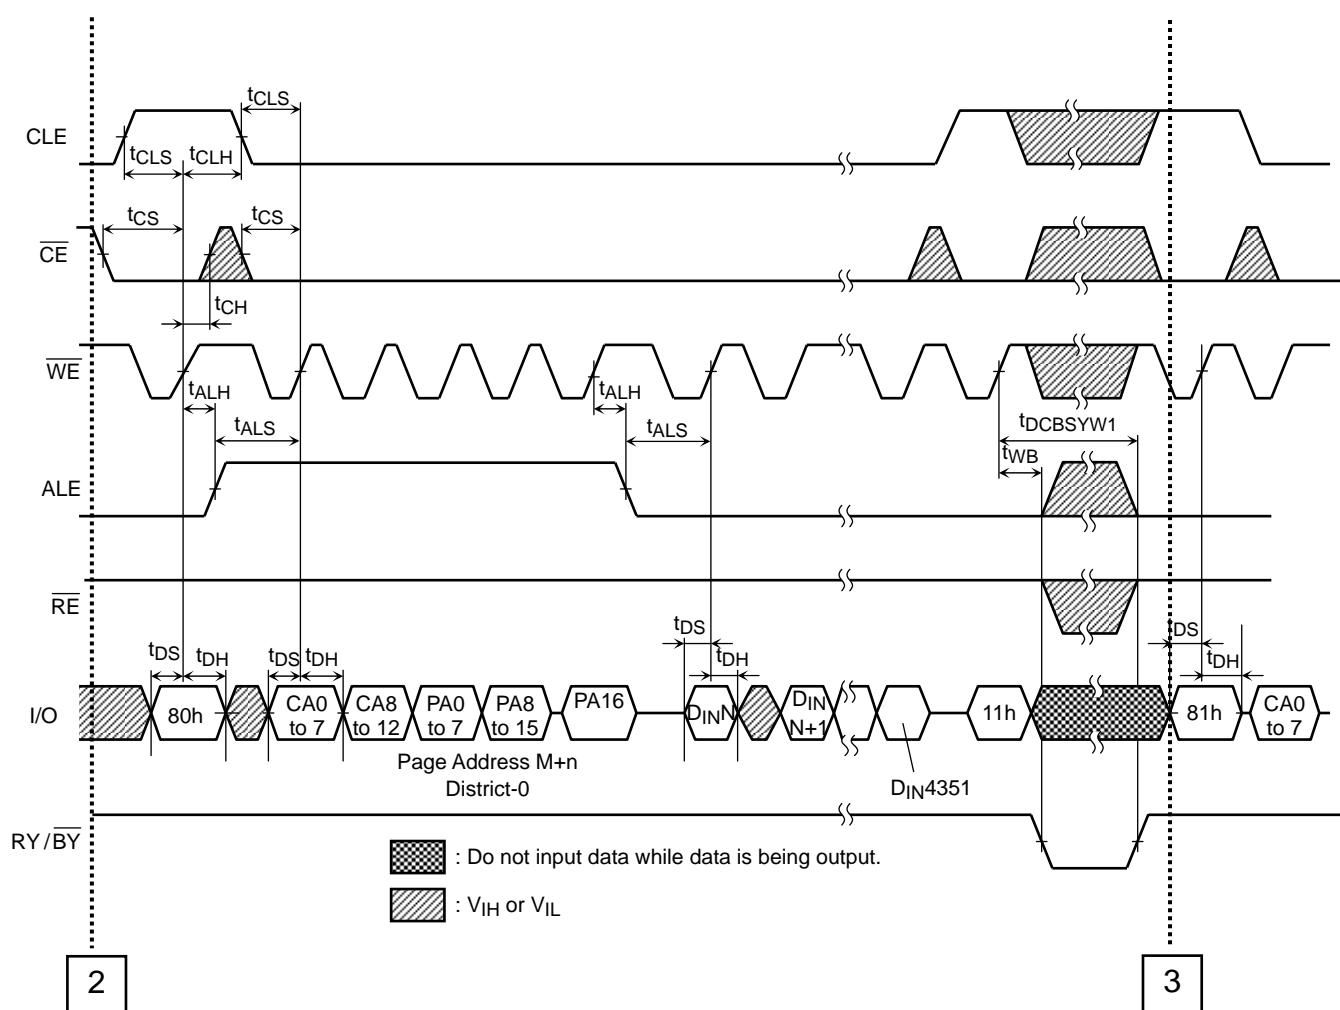 tCLS
CLE
tCLS tCLH
tCS tCS
CE
tCH
WE
tALH tALH
tALS tALS tDCBSYW1
tWB
ALE
RE
tDS tDH tDS tDH tDS tDH tDS tDH
I/O
80h
CA0 to 7
CA8 to 12
PA0 to 7
PA8 to 15
PA16
DINN
DIN N+1
11h
81h
CA0 to 7
Page Address M+n
District-0
DIN4351
RY/BY
: Do not input data while data is being output.
: VIH or VIL
2 3